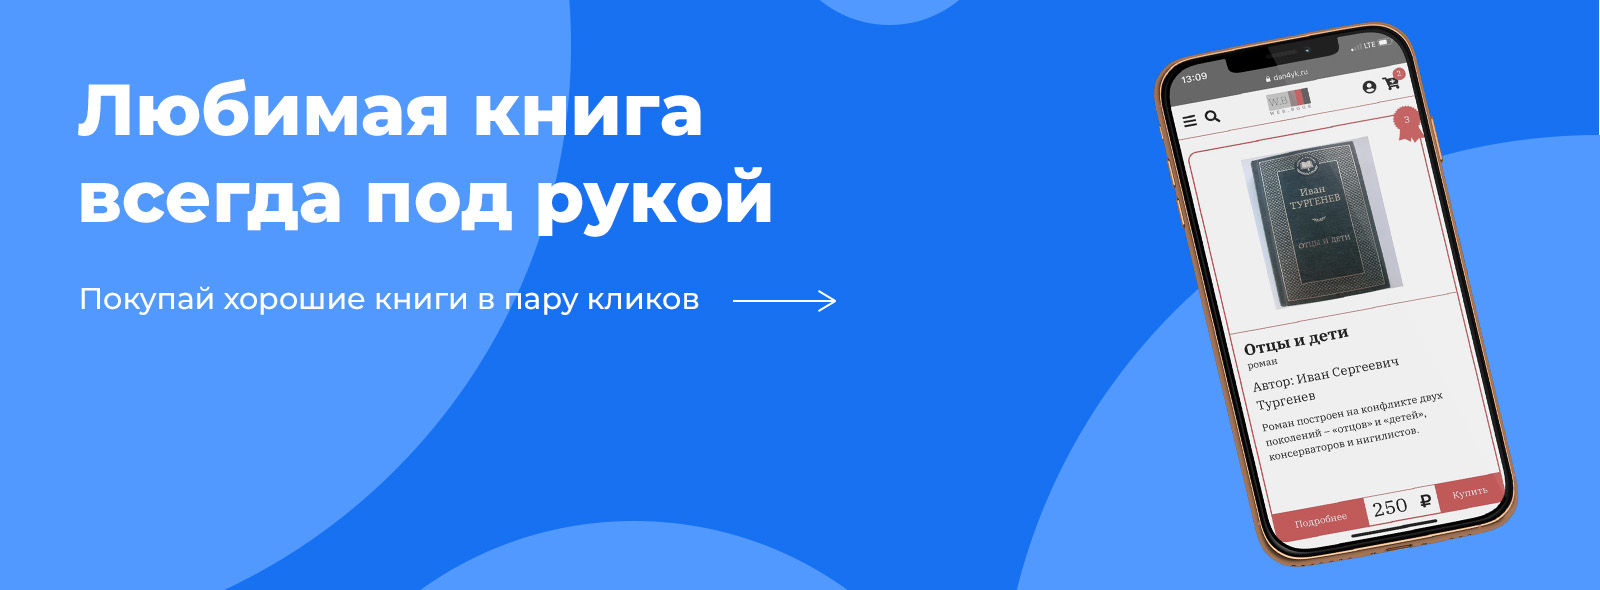 Любимая книга
всегда под рукой
Покупай хорошие книги в пару кликов
13:09
LTE
dan4yk.ru
2
W.B
WEB.BOOK
3
Иван
ТУРГЕНЕВ
ОТЦЫ И ДЕТИ
Отцы и дети
роман
Автор: Иван Сергеевич
Тургенев
Роман построен на конфликте двух
поколений – «отцов» и «детей»,
консерваторов и нигилистов.
Подробнее
250 ₽
Купить